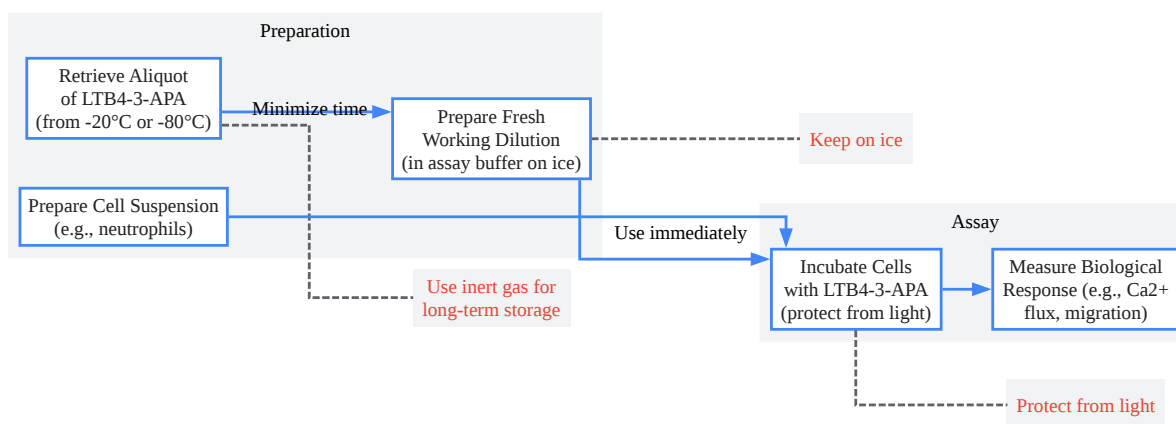 Preparation
Retrieve Aliquot
of LTB4-3-APA
(from -20°C or -80°C)
Minimize time
Prepare Fresh
Working Dilution
(in assay buffer on ice)
Keep on ice
Prepare Cell Suspension
(e.g., neutrophils)
Use immediately
Assay
Use inert gas for
long-term storage
Incubate Cells
with LTB4-3-APA
(protect from light)
Measure Biological
Response (e.g., Ca2+
flux, migration)
Protect from light